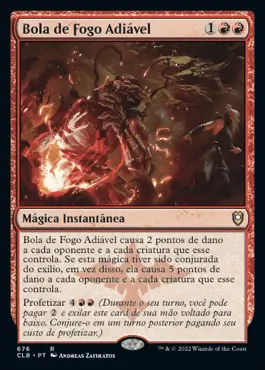 Bola de Fogo Adiável 1
Mágica Instantânea
Bola de Fogo Adiável causa 2 pontos de dano
a cada oponente e a cada criatura que esse
controla. Se esta mágica tiver sido conjurada
do exílio, em vez disso, ela causa 5 pontos de
dano a cada oponente e a cada criatura que
esse controla.
Profetizar 4 (Durante o seu turno, você pode
pagar 2 e exilar este card de sua mão voltado para
baixo. Conjure-o em um turno posterior pagando
seu custo de profetizar.)
676 R
CLB • PT Andreas Zafiratos
™ & © 2022 Wizards of the Coast